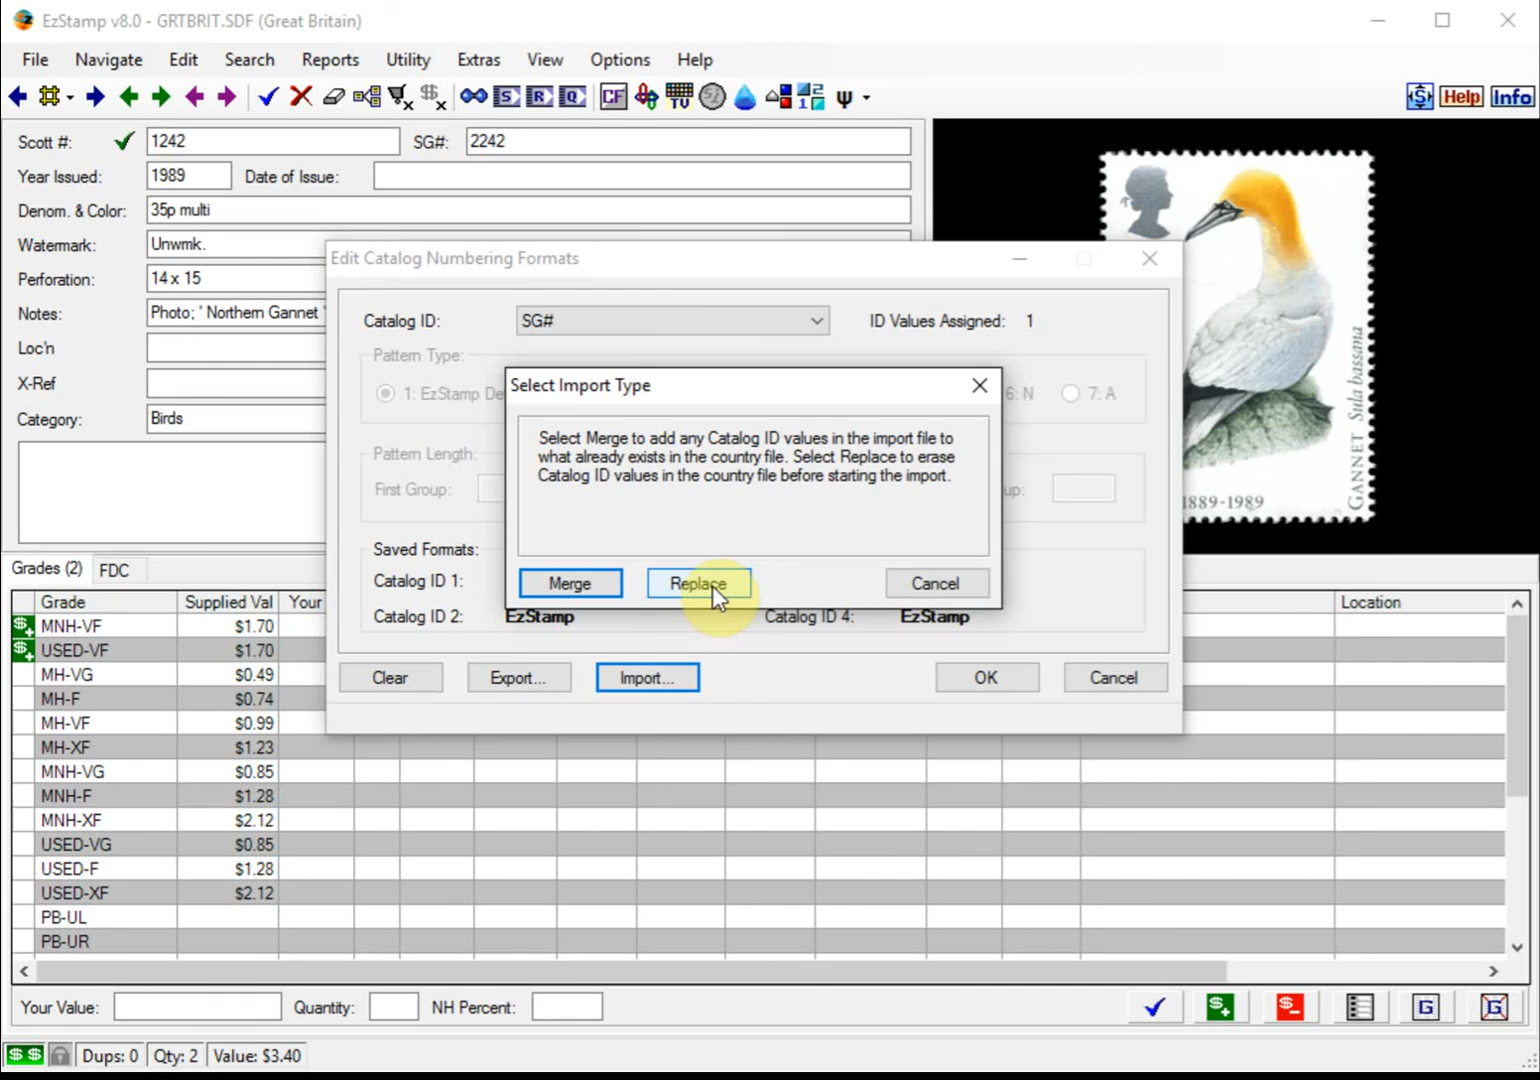 EzStamp v8.0 - GRTBRIT.SDF (Great Britain)
File Navigate Edit Search Reports Utility Extras View Options Help
S R Q CF TV Help Info
Scott #: 1242 SG#: 2242
Year Issued: 1989 Date of Issue:
Denom. & Color: 35p multi
Watermark: Unwmk.
Perforation: 14 x 15
Notes: Photo; ' Northern Gannet '
Loc'n
X-Ref
Category: Birds
GANNET Sula bassana
1889-1989
Edit Catalog Numbering Formats
Catalog ID: SG# ID Values Assigned: 1
Pattern Type:
1: EzStamp De 6: N 7: A
Pattern Length:
First Group: up:
Saved Formats:
Catalog ID 1:
Catalog ID 2: EzStamp Catalog ID 4: EzStamp
Clear Export... Import... OK Cancel
Select Import Type
Select Merge to add any Catalog ID values in the import file to
what already exists in the country file. Select Replace to erase
Catalog ID values in the country file before starting the import.
Merge Replace Cancel
Grades (2) FDC
Grade Supplied Val Your Location
MNH-VF $1.70
USED-VF $1.70
MH-VG $0.49
MH-F $0.74
MH-VF $0.99
MH-XF $1.23
MNH-VG $0.85
MNH-F $1.28
MNH-XF $2.12
USED-VG $0.85
USED-F $1.28
USED-XF $2.12
PB-UL
PB-UR
Your Value: Quantity: NH Percent:
$+ $- G G
$ $ Dups: 0 Qty: 2 Value: $3.40